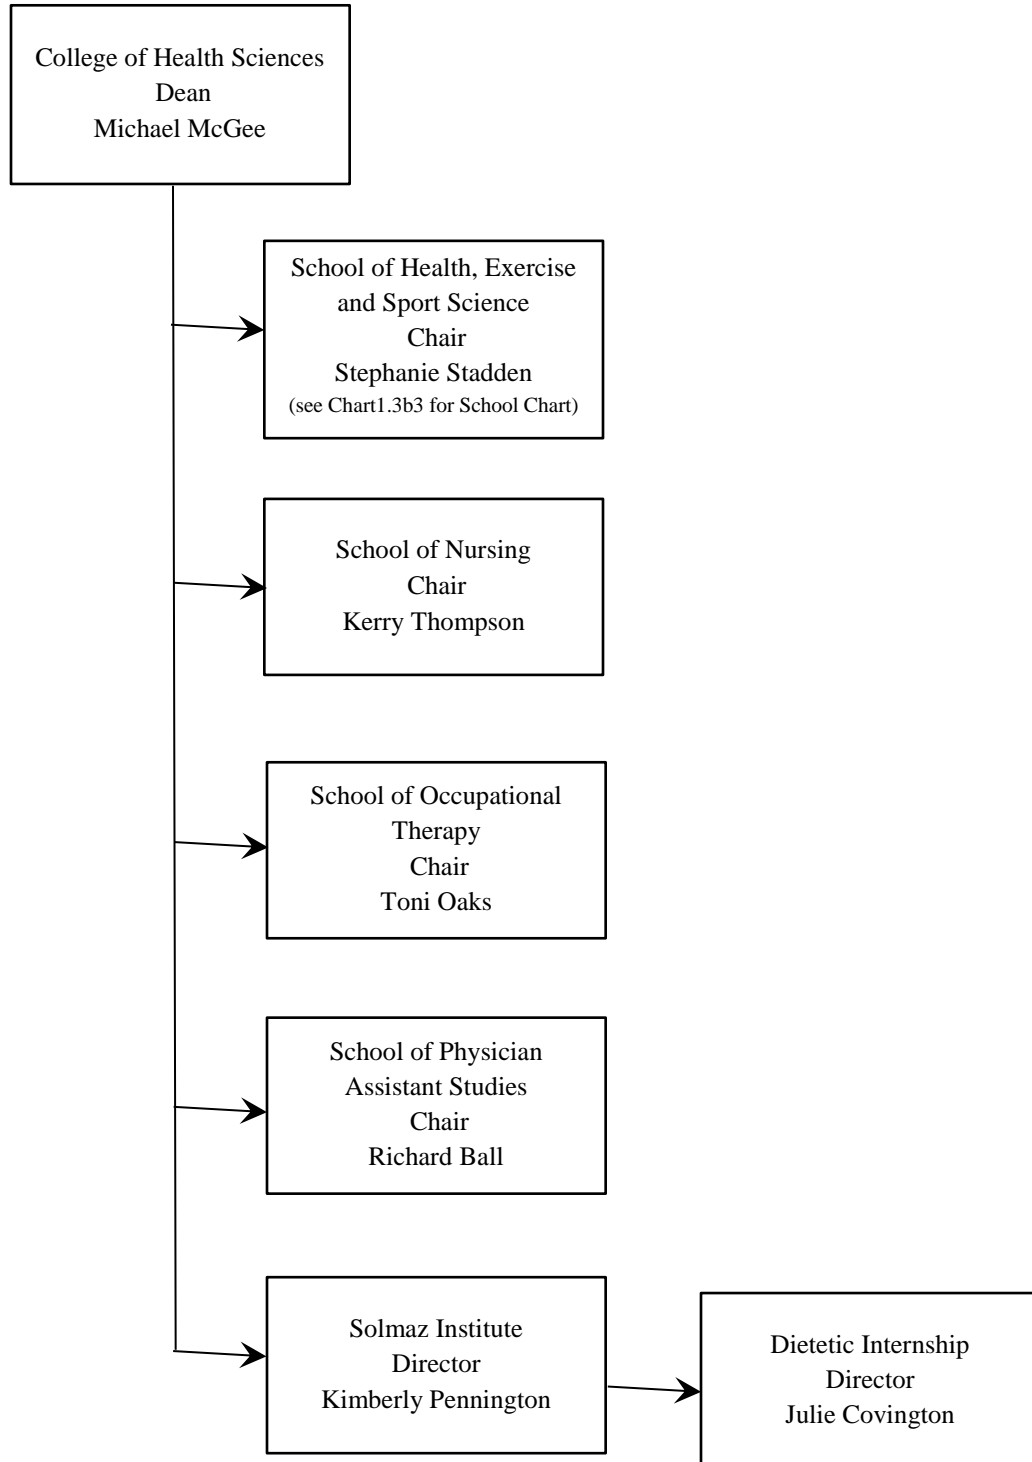 College of Health Sciences
Dean
Michael McGee
School of Health, Exercise
and Sport Science
Chair
Stephanie Stadden
(see Chart1.3b3 for School Chart)
School of Nursing
Chair
Kerry Thompson
School of Occupational
Therapy
Chair
Toni Oaks
School of Physician
Assistant Studies
Chair
Richard Ball
Solmaz Institute
Director
Kimberly Pennington
Dietetic Internship
Director
Julie Covington